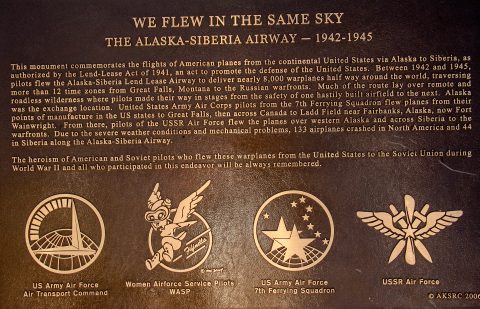 WE FLEW IN THE SAME SKY
THE ALASKA-SIBERIA AIRWAY — 1942-1945
This monument commemorates the flights of American planes from the continental United States via Alaska to Siberia, as
authorized by the Lend-Lease Act of 1941, an act to promote the defense of the United States. Between 1942 and 1945,
pilots flew the Alaska-Siberia Lend Lease Airway to deliver nearly 8,000 warplanes half way around the world, traversing
more than 12 time zones from Great Falls, Montana to the Russian warfronts. Much of the route lay over remote and
roadless wilderness where pilots made their way in stages from the safety of one hastily built airfield to the next. Alaska
was the exchange location. United States Army Air Corps pilots from the 7th Ferrying Squadron flew planes from their
points of manufacture in the US states to Great Falls, then across Canada to Ladd Field near Fairbanks, Alaska, now Fort
Wainwright. From there, pilots of the USSR Air Force flew the planes over western Alaska and across Siberia to the
warfronts. Due to the severe weather conditions and mechanical problems, 133 airplanes crashed in North America and 44
in Siberia along the Alaska-Siberia Airway.
The heroism of American and Soviet pilots who flew these warplanes from the United States to the Soviet Union during
World War II and all who participated in this endeavor will be always remembered.
Fifinella
US Army Air Force
Air Transport Command
Women Airforce Service Pilots
WASP
US Army Air Force
7th Ferrying Squadron
USSR Air Force
© AKSRC 2006